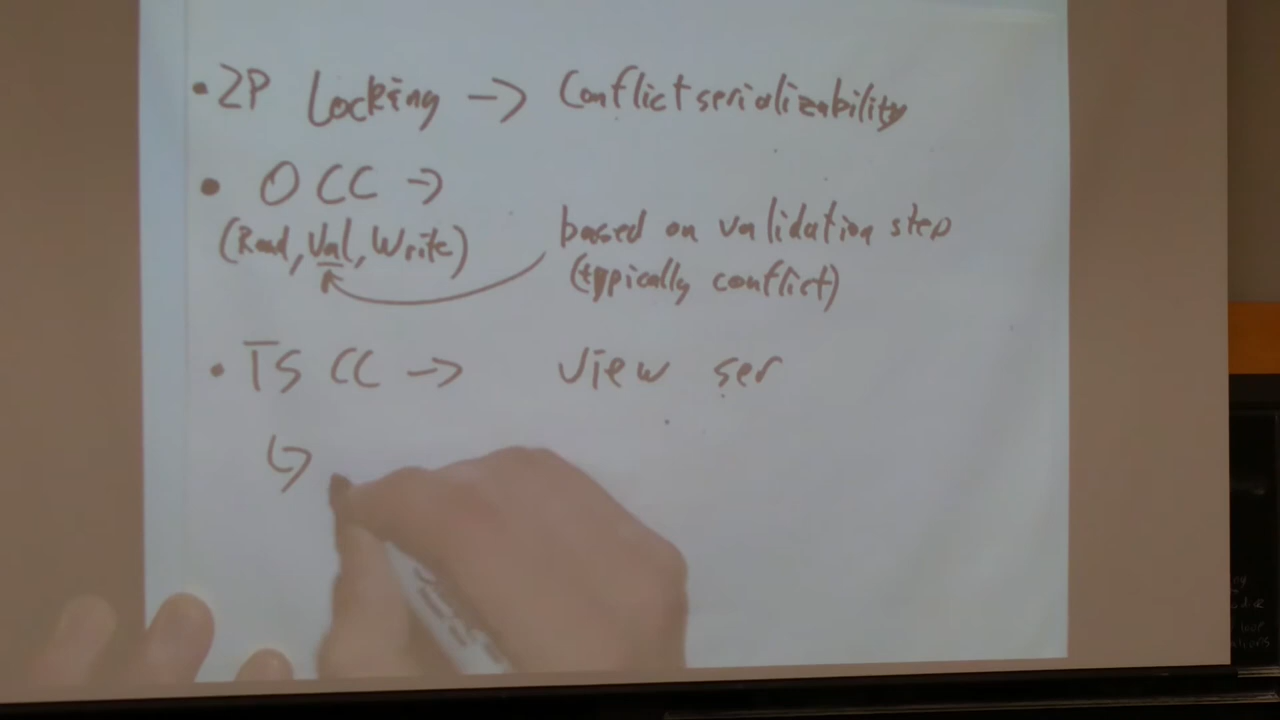 • 2P Locking → Conflict serializability
• OCC →
(Read, Val, Write)
based on validation step
(typically conflict)
• TS CC → View ser
↳